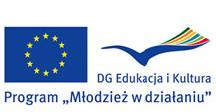 DG Edukacja i Kultura
Program „Młodzież w działaniu”